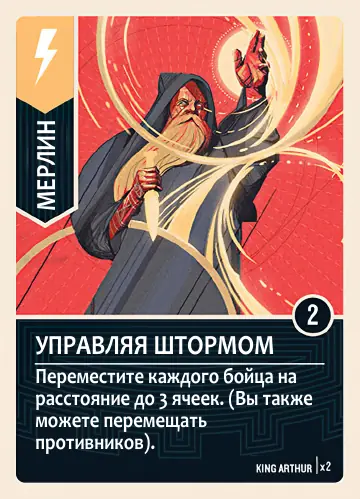 МЕРЛИН
2
УПРАВЛЯЯ ШТОРМОМ
Переместите каждого бойца на
расстояние до 3 ячеек. (Вы также
можете перемещать
противников).
KING ARTHUR | x2